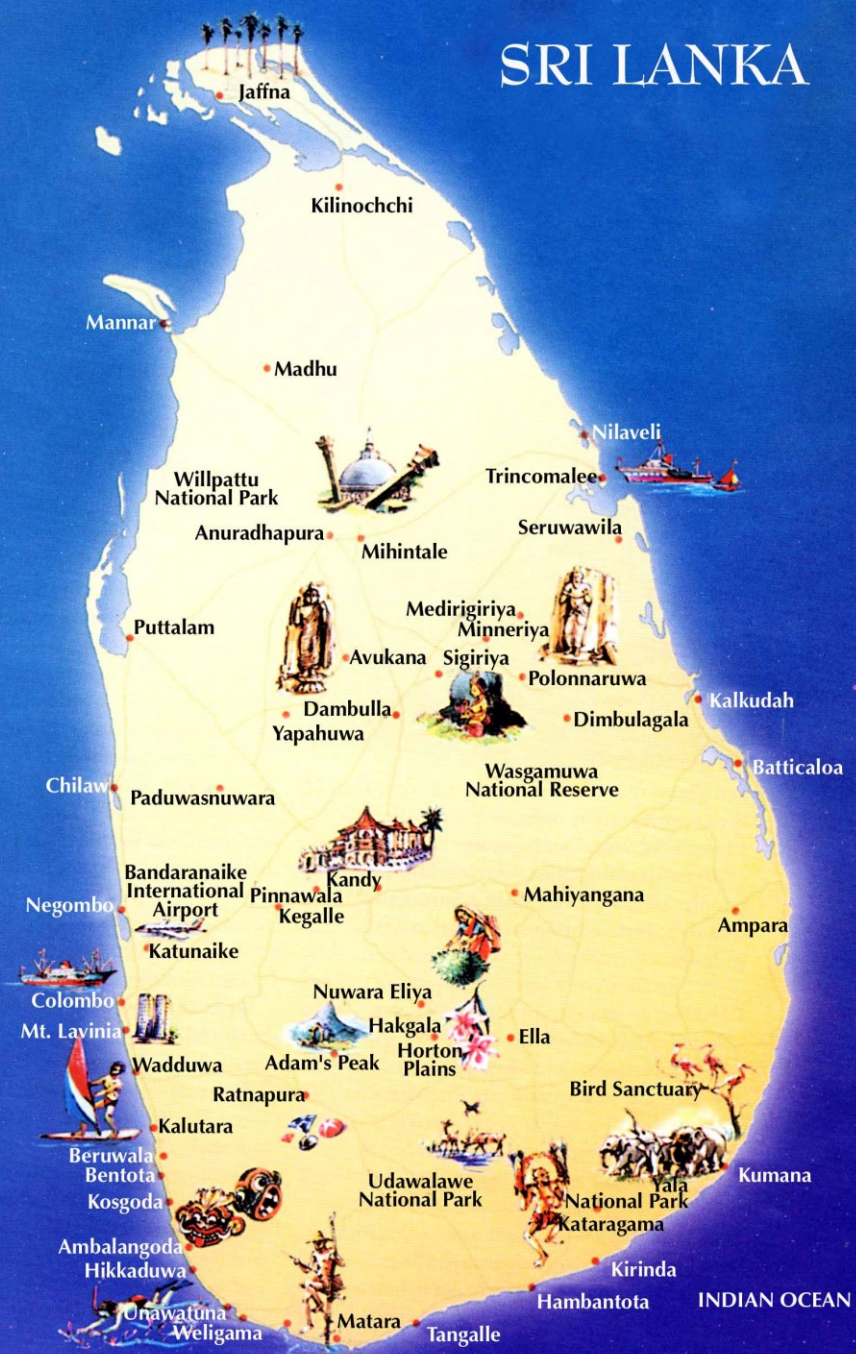 SRI LANKA
Jaffna
Kilinochchi
Mannar
Madhu
Nilaveli
Willpattu
National Park
Trincomalee
Anuradhapura
Mihintale
Seruwawila
Medirigiriya
Minneriya
Puttalam
Avukana
Sigiriya
Polonnaruwa
Kalkudah
Dambulla
Yapahuwa
Dimbulagala
Batticaloa
Wasgamuwa
National Reserve
Chilaw
Paduwasnuwara
Bandaranaike
International
Airport
Kandy
Pinnawala
Kegalle
Mahiyangana
Negombo
Ampara
Katunaike
Nuwara Eliya
Colombo
Mt. Lavinia
Hakgala
Horton
Plains
Ella
Wadduwa
Adam's Peak
Ratnapura
Bird Sanctuary
Kalutara
Beruwala
Bentota
Kosgoda
Udawalawe
National Park
Yala
National Park
Kataragama
Kumana
Ambalangoda
Hikkaduwa
Kirinda
Hambantota
INDIAN OCEAN
Unawatuna
Weligama
Matara
Tangalle